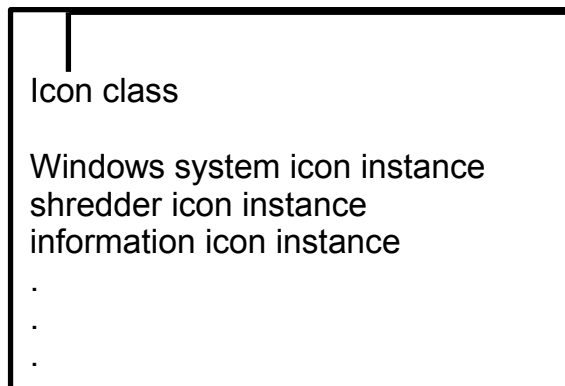 Icon class
Windows system icon instance
shredder icon instance
information icon instance
.
.
.